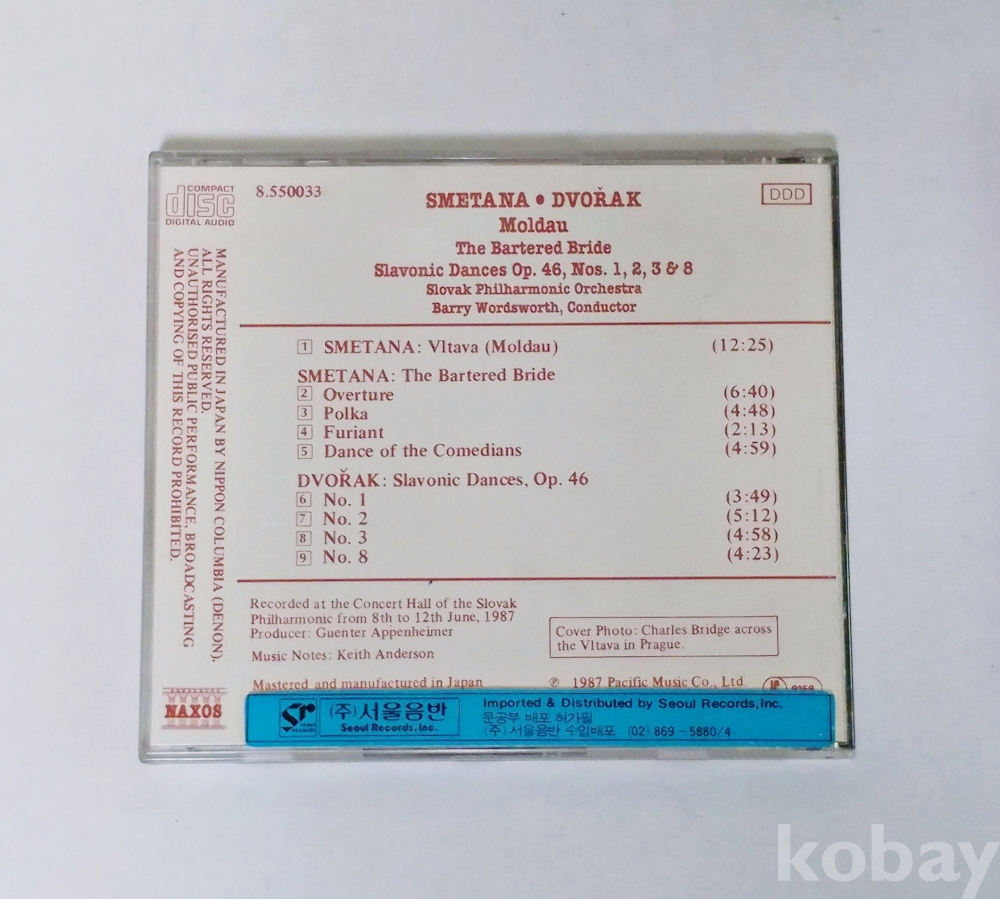 COMPACT
disc
DIGITAL AUDIO
8.550033
DDD
SMETANA • DVOŘAK
Moldau
The Bartered Bride
Slavonic Dances Op. 46, Nos. 1, 2, 3 & 8
Slovak Philharmonic Orchestra
Barry Wordsworth, Conductor
1 SMETANA: Vltava (Moldau) (12:25)
SMETANA: The Bartered Bride
2 Overture (6:40)
3 Polka (4:48)
4 Furiant (2:13)
5 Dance of the Comedians (4:59)
DVOŘAK: Slavonic Dances, Op. 46
6 No. 1 (3:49)
7 No. 2 (5:12)
8 No. 3 (4:58)
9 No. 8 (4:23)
Recorded at the Concert Hall of the Slovak
Philharmonic from 8th to 12th June, 1987
Producer: Guenter Appenheimer
Music Notes: Keith Anderson
Cover Photo: Charles Bridge across
the Vltava in Prague.
Mastered and manufactured in Japan
℗ 1987 Pacific Music Co., Ltd.
MANUFACTURED IN JAPAN BY NIPPON COLUMBIA (DENON).
ALL RIGHTS RESERVED.
UNAUTHORISED PUBLIC PERFORMANCE, BROADCASTING
AND COPYING OF THIS RECORD PROHIBITED.
NAXOS
(주)서울음반
Seoul Records, Inc.
Imported & Distributed by Seoul Records, Inc.
문공부 배포 허가필
(주) 서울음반 수입배포 (02) 869-5880/4
kobay